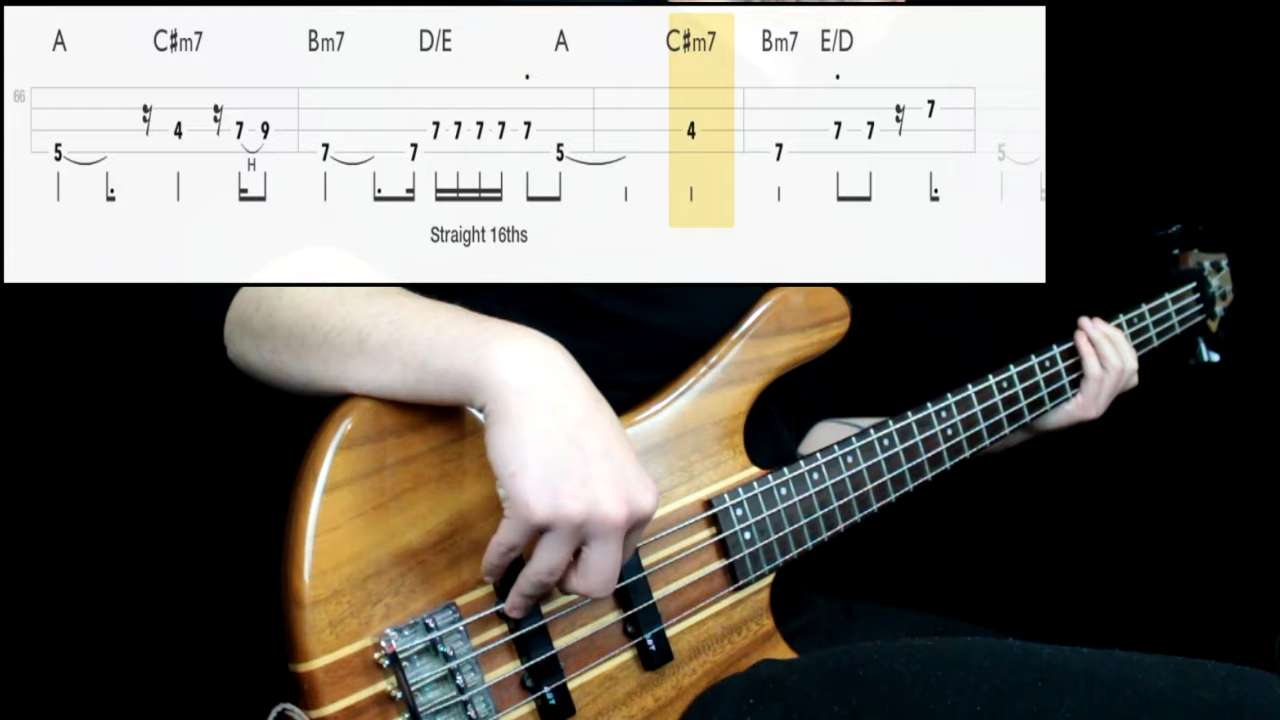 A C♯m7 Bm7 D/E A C♯m7 Bm7 E/D
66
7
4 7 9 7 7 7 7 7 4 7 7
5 7 7 5 7 5
H
Straight 16ths